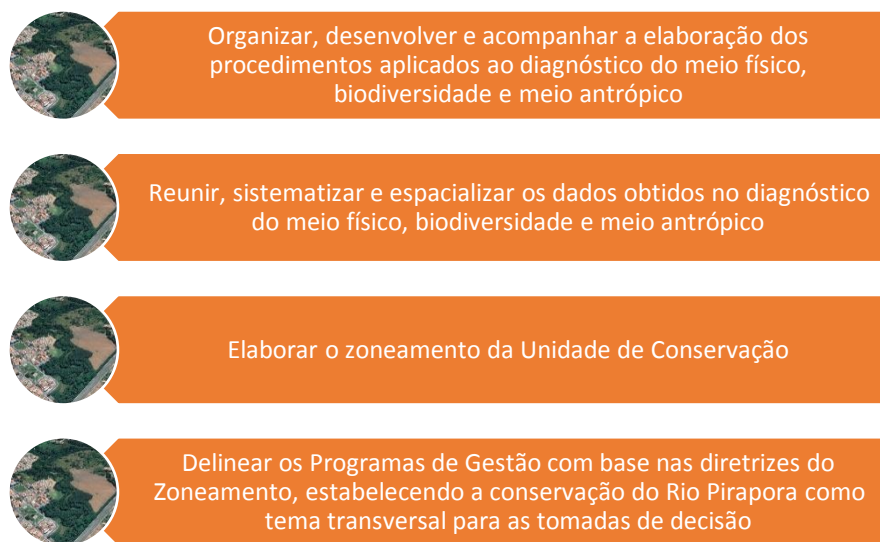 Organizar, desenvolver e acompanhar a elaboração dos
procedimentos aplicados ao diagnóstico do meio físico,
biodiversidade e meio antrópico
Reunir, sistematizar e espacializar os dados obtidos no diagnóstico
do meio físico, biodiversidade e meio antrópico
Elaborar o zoneamento da Unidade de Conservação
Delinear os Programas de Gestão com base nas diretrizes do
Zoneamento, estabelecendo a conservação do Rio Pirapora como
tema transversal para as tomadas de decisão